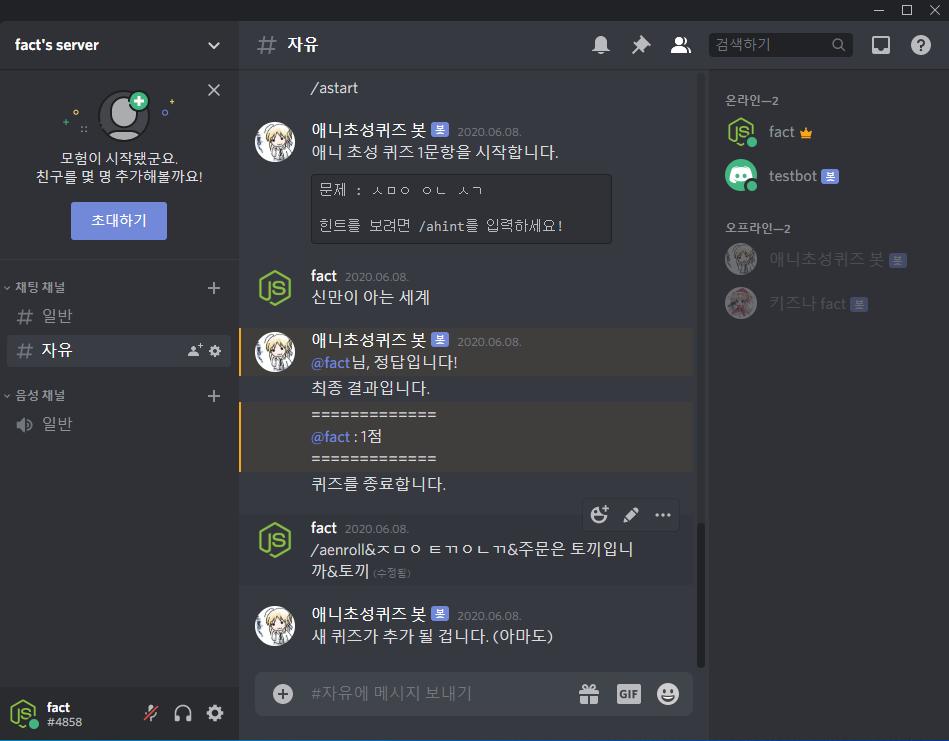 fact's server
모험이 시작됐군요.
친구를 몇 명 추가해볼까요!
초대하기
채팅 채널
일반
자유
음성 채널
일반
fact
#4858
# 자유
검색하기
/astart
애니초성퀴즈 봇 봇 2020.06.08.
애니 초성 퀴즈 1문항을 시작합니다.
문제 : ㅅㅁㅇ ㅇㄴ ㅅㄱ
힌트를 보려면 /ahint를 입력하세요!
fact 2020.06.08.
신만이 아는 세계
애니초성퀴즈 봇 봇 2020.06.08.
@fact님, 정답입니다!
최종 결과입니다.
=============
@fact : 1점
=============
퀴즈를 종료합니다.
fact 2020.06.08.
/aenroll&ㅈㅁㅇ ㅌㄲㅇㄴㄲ&주문은 토끼입니
까&토끼 (수정됨)
애니초성퀴즈 봇 봇 2020.06.08.
새 퀴즈가 추가 될 겁니다. (아마도)
#자유에 메시지 보내기
GIF
온라인—2
fact
testbot 봇
오프라인—2
애니초성퀴즈 봇 봇
키즈나 fact 봇